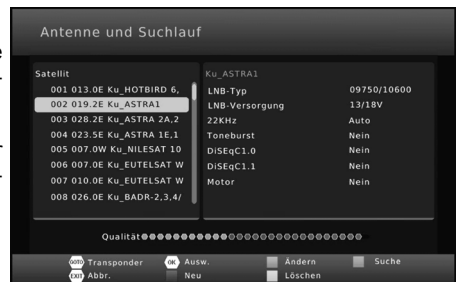 Antenne und Suchlauf
Satellit
001 013.0E Ku_HOTBIRD 6,
002 019.2E Ku_ASTRA1
003 028.2E Ku_ASTRA 2A,2
004 023.5E Ku_ASTRA 1E,1
005 007.0W Ku_NILESAT 10
006 007.0E Ku_EUTELSAT W
007 010.0E Ku_EUTELSAT W
008 026.0E Ku_BADR-2,3,4/
Ku_ASTRA1
LNB-Typ 09750/10600
LNB-Versorgung 13/18V
22KHz Auto
Toneburst Nein
DiSEqC1.0 Nein
DiSEqC1.1 Nein
Motor Nein
Qualität
GOTO Transponder OK Ausw. Ändern Suche
EXIT Abbr. Neu Löschen